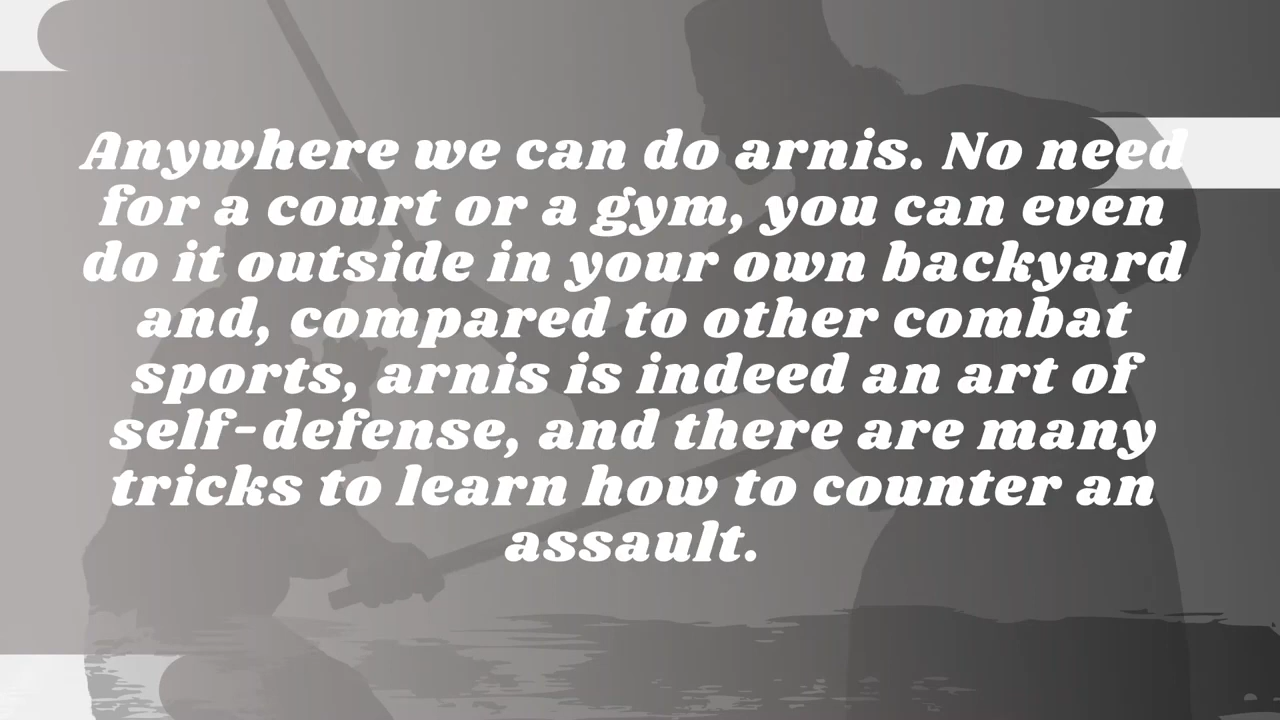 Anywhere we can do arnis. No need
for a court or a gym, you can even
do it outside in your own backyard
and, compared to other combat
sports, arnis is indeed an art of
self-defense, and there are many
tricks to learn how to counter an
assault.